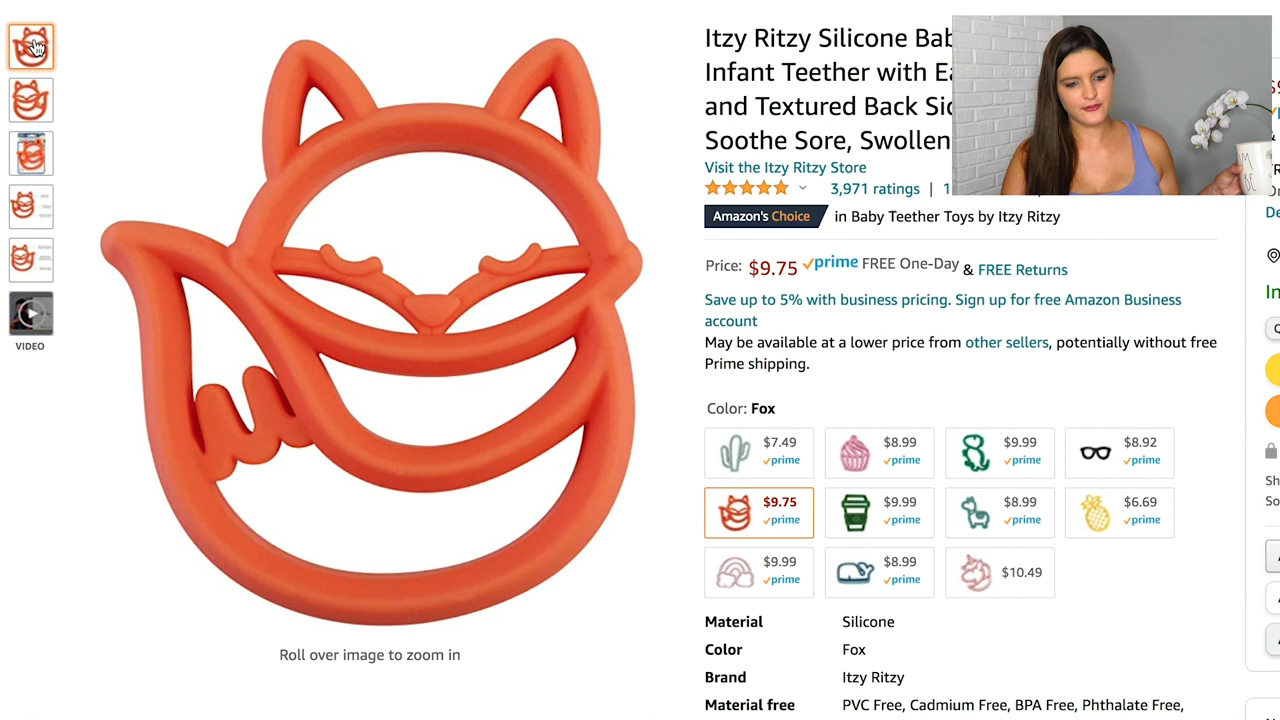 Itzy Ritzy Silicone
Infant Teether with
and Textured Back
Soothe Sore, Swollen
Visit the Itzy Ritzy Store
3,971 ratings |
Amazon's Choice in Baby Teether Toys by Itzy Ritzy
Price: $9.75 prime FREE One-Day & FREE Returns
Save up to 5% with business pricing. Sign up for free Amazon Business
account
May be available at a lower price from other sellers, potentially without free
Prime shipping.
Color: Fox
$7.49 $8.99 $9.99 $8.92
prime prime prime prime
$9.75 $9.99 $8.99 $6.69
prime prime prime prime
$9.99 $8.99 $10.49
prime prime
Material Silicone
Color Fox
Brand Itzy Ritzy
Material free PVC Free, Cadmium Free, BPA Free, Phthalate Free,
VIDEO
Roll over image to zoom in